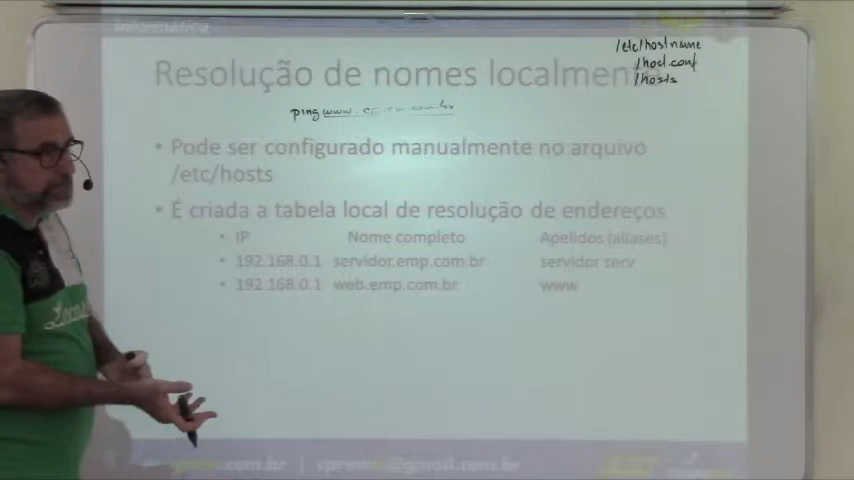 Informática
/etc/hostname
/host.conf
/hosts
Resolução de nomes localmente
ping www.
• Pode ser configurado manualmente no arquivo
/etc/hosts
• É criada a tabela local de resolução de endereços
• IP Nome completo Apelidos (aliases)
• 192.168.0.1 servidor.emp.com.br servidor serv
• 192.168.0.1 web.emp.com.br www